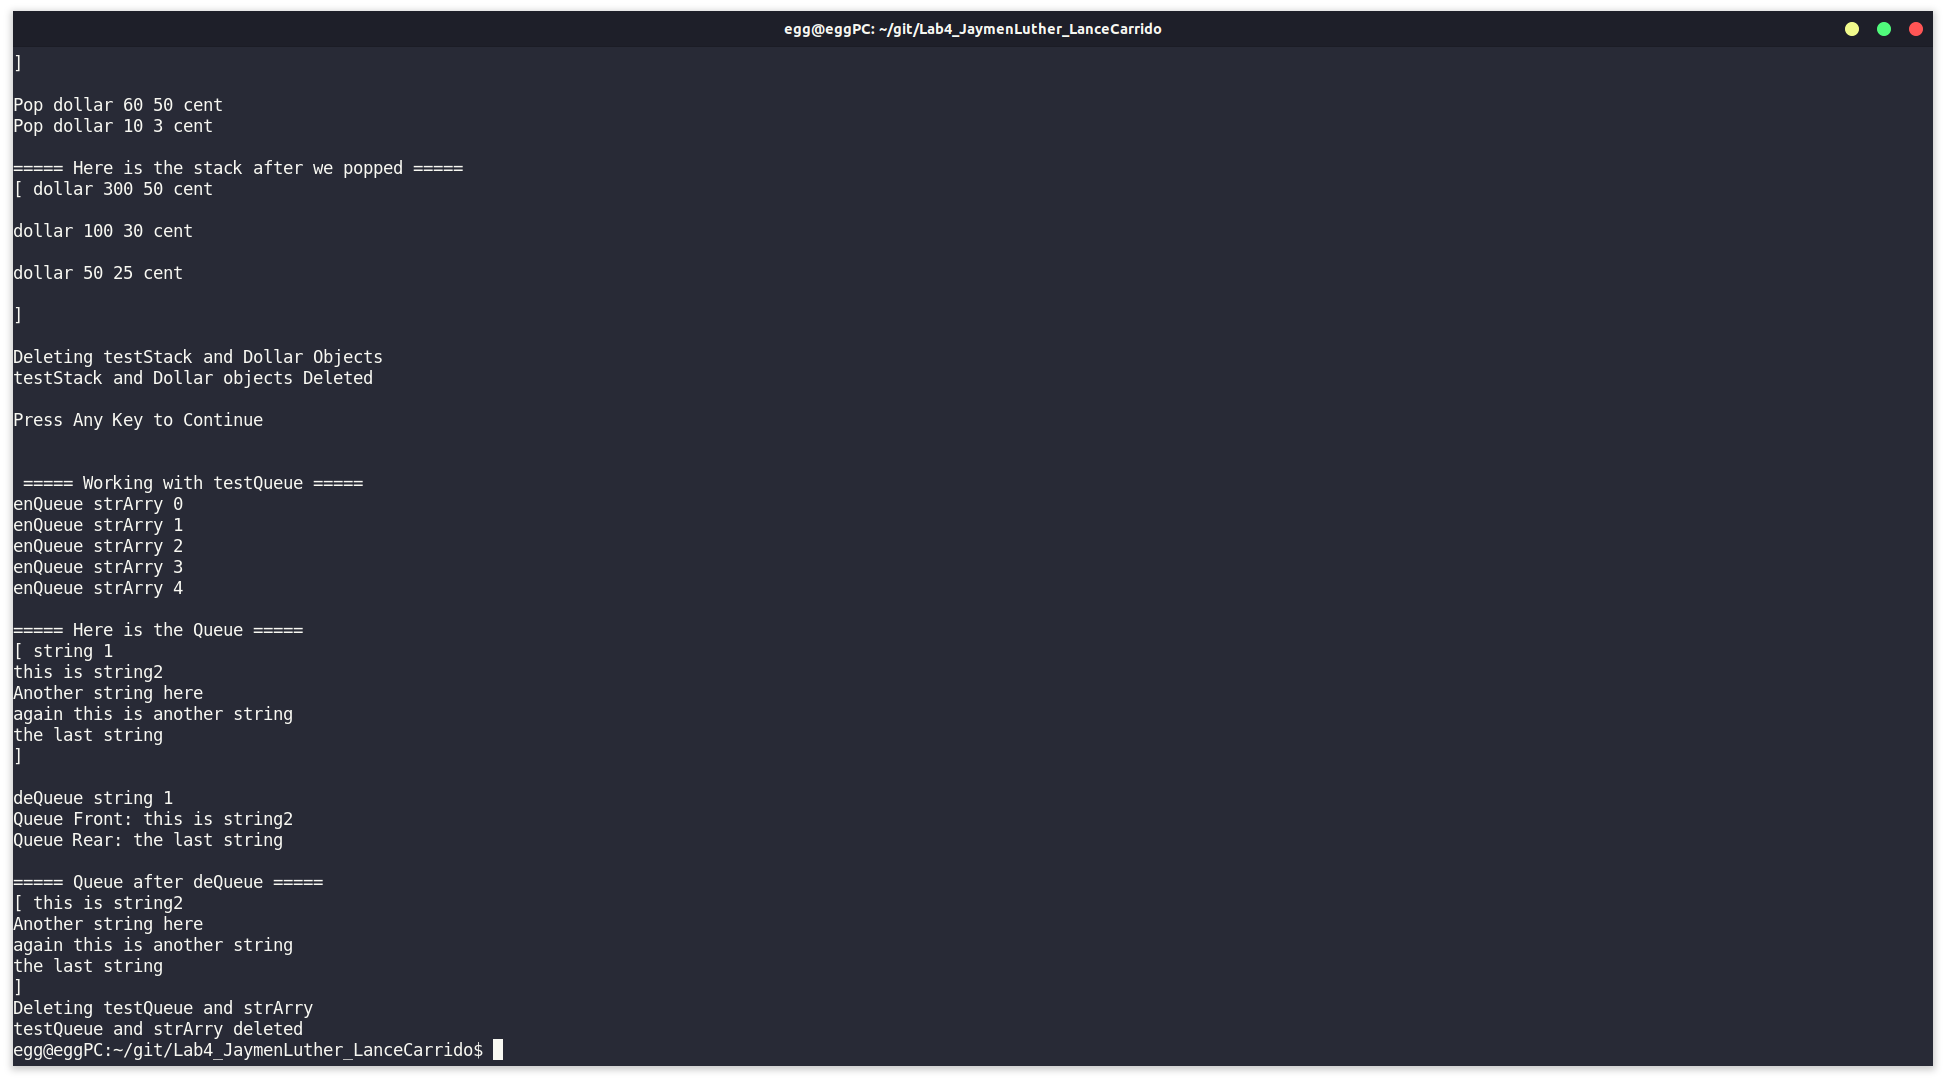 egg@eggPC: ~/git/Lab4_JaymenLuther_LanceCarrido
]
Pop dollar 60 50 cent
Pop dollar 10 3 cent
===== Here is the stack after we popped =====
[ dollar 300 50 cent
dollar 100 30 cent
dollar 50 25 cent
]
Deleting testStack and Dollar Objects
testStack and Dollar objects Deleted
Press Any Key to Continue
===== Working with testQueue =====
enQueue strArry 0
enQueue strArry 1
enQueue strArry 2
enQueue strArry 3
enQueue strArry 4
===== Here is the Queue =====
[ string 1
this is string2
Another string here
again this is another string
the last string
]
deQueue string 1
Queue Front: this is string2
Queue Rear: the last string
===== Queue after deQueue =====
[ this is string2
Another string here
again this is another string
the last string
]
Deleting testQueue and strArry
testQueue and strArry deleted
egg@eggPC:~/git/Lab4_JaymenLuther_LanceCarrido$